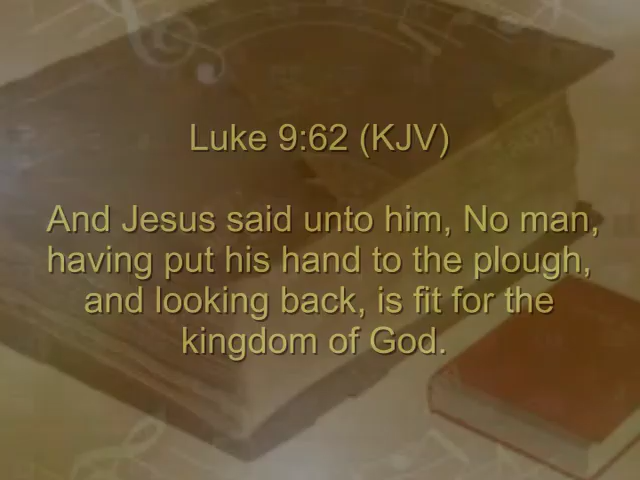 Luke 9:62 (KJV)
And Jesus said unto him, No man,
having put his hand to the plough,
and looking back, is fit for the
kingdom of God.